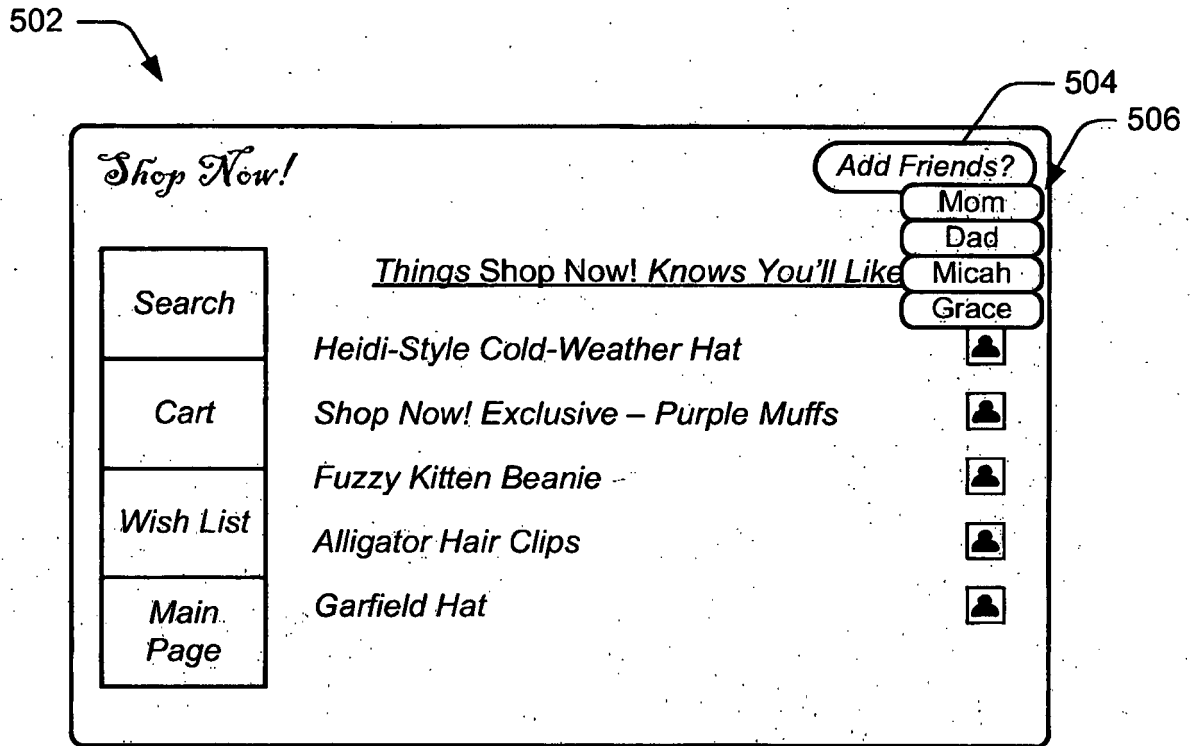 502
504
506
Shop Now!
Add Friends?
Mom
Dad
Things Shop Now! Knows You'll Like
Micah
Grace
Search
Heidi-Style Cold-Weather Hat
Cart
Shop Now! Exclusive – Purple Muffs
Fuzzy Kitten Beanie
Wish List
Alligator Hair Clips
Main
Page
Garfield Hat